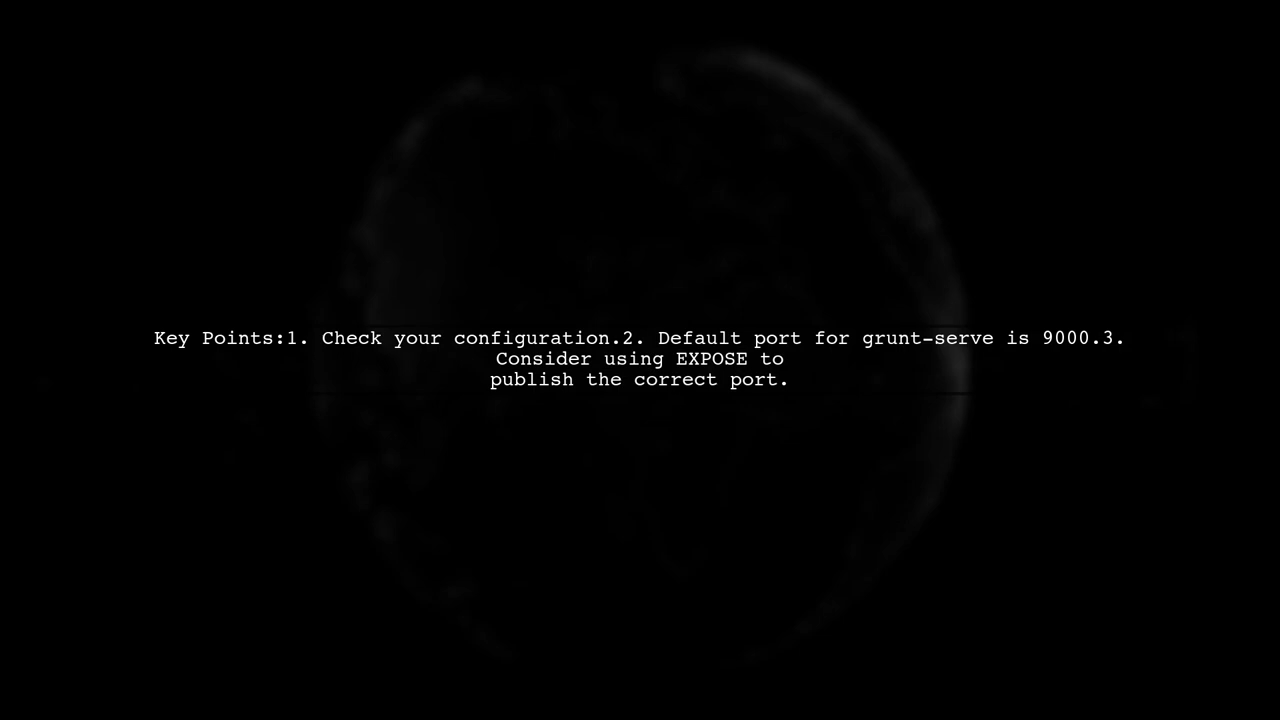 Key Points:1. Check your configuration.2. Default port for grunt-serve is 9000.3.
Consider using EXPOSE to
publish the correct port.